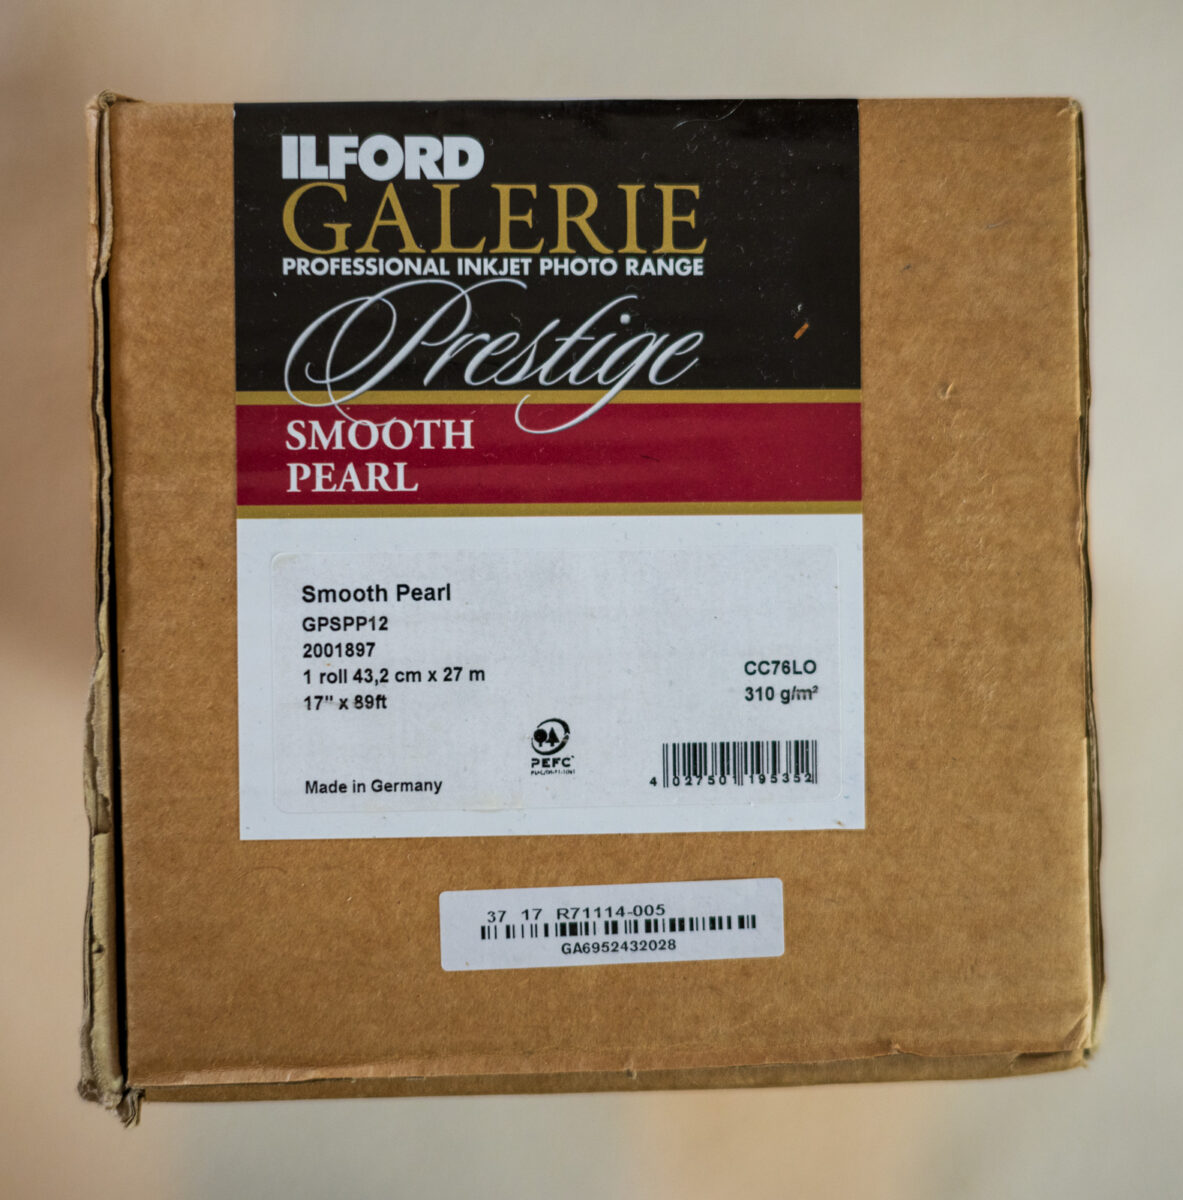 ILFORD
GALERIE
PROFESSIONAL INKJET PHOTO RANGE
Prestige
SMOOTH
PEARL
Smooth Pearl
GPSPP12
2001897
1 roll 43,2 cm x 27 m
17" x 89ft
CC76LO
310 g/m²
PEFC
Made in Germany
4 027501 195352
37 17 R71114-005
GA6952432028